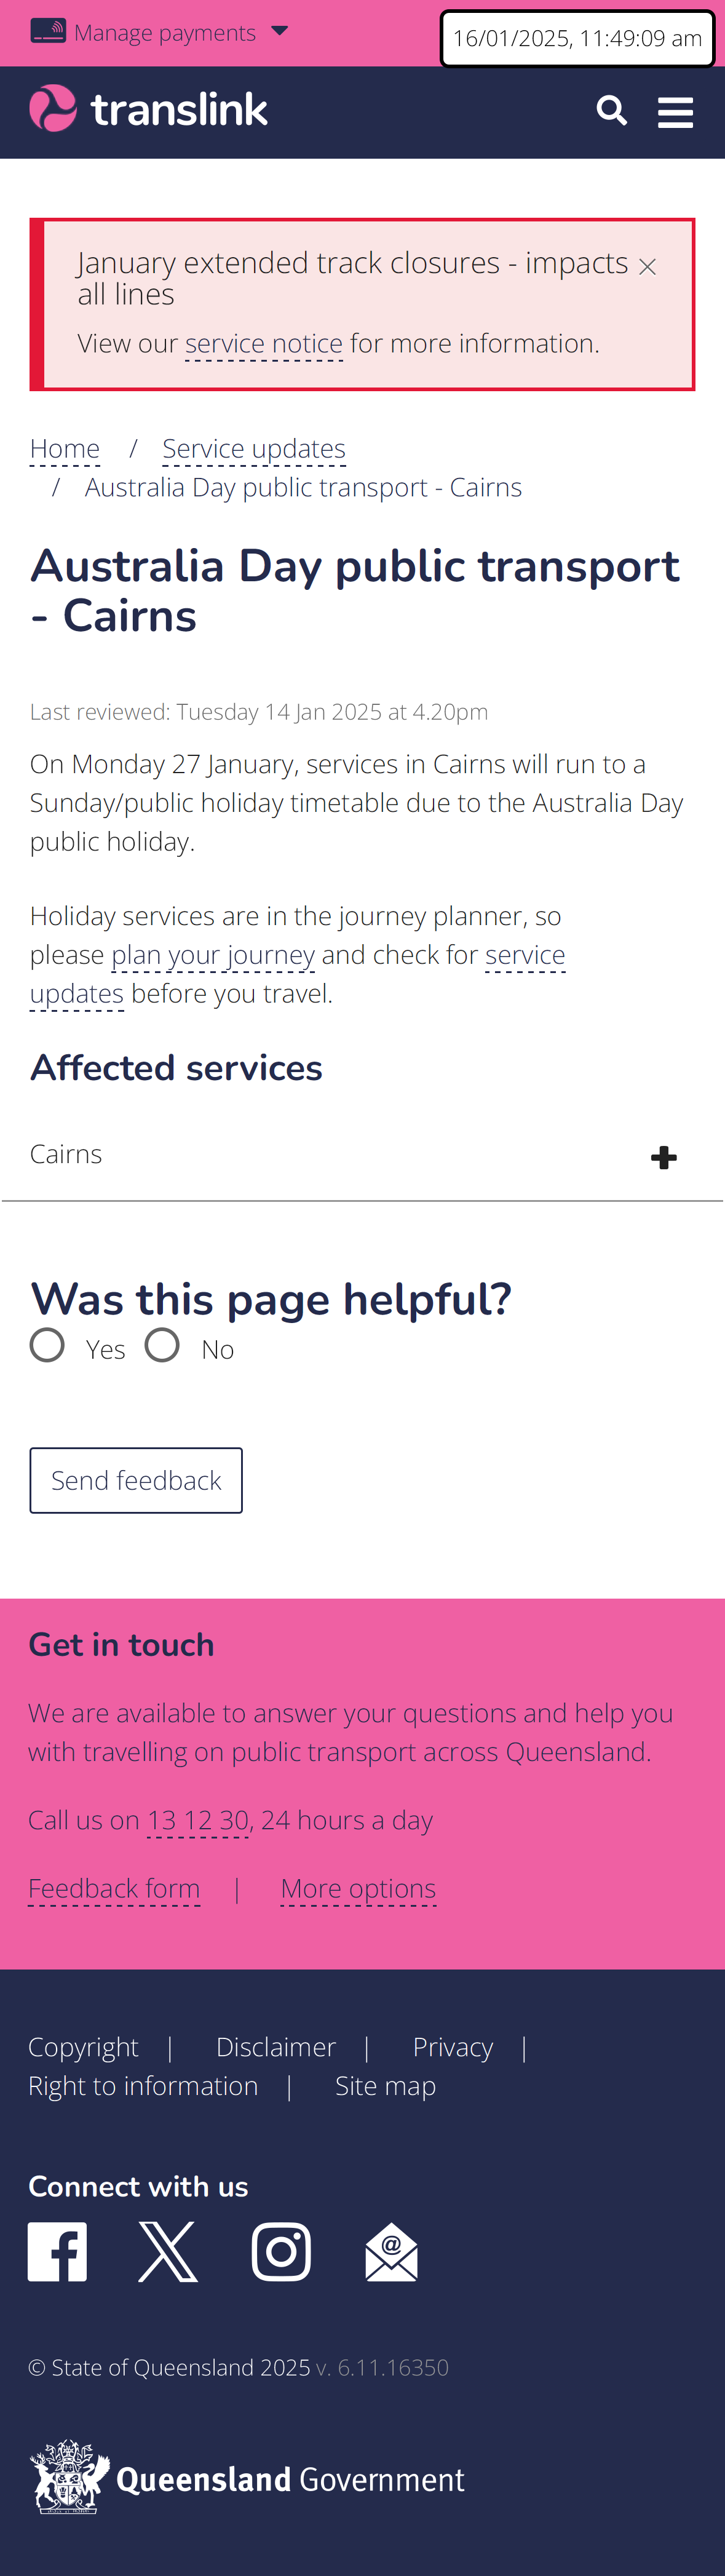 Manage payments
16/01/2025, 11:49:09 am
translink
January extended track closures - impacts
all lines
View our service notice for more information.
Home / Service updates
/ Australia Day public transport - Cairns
Australia Day public transport
- Cairns
Last reviewed: Tuesday 14 Jan 2025 at 4.20pm
On Monday 27 January, services in Cairns will run to a
Sunday/public holiday timetable due to the Australia Day
public holiday.
Holiday services are in the journey planner, so
please plan your journey and check for service
updates before you travel.
Affected services
Cairns
Was this page helpful?
Yes No
Send feedback
Get in touch
We are available to answer your questions and help you
with travelling on public transport across Queensland.
Call us on 13 12 30, 24 hours a day
Feedback form | More options
Copyright | Disclaimer | Privacy |
Right to information | Site map
Connect with us
© State of Queensland 2025 v. 6.11.16350
Queensland Government